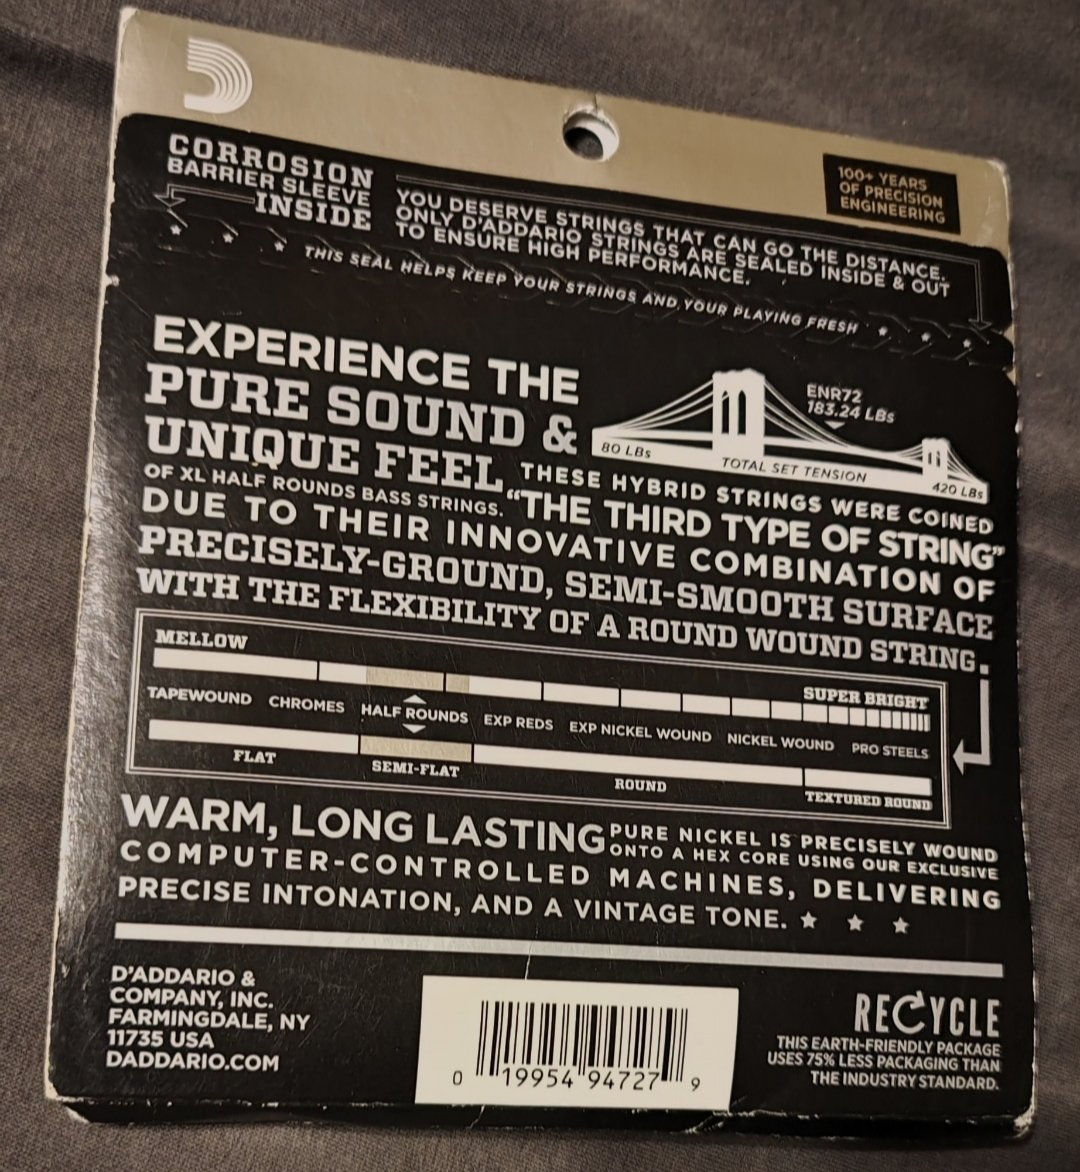 CORROSION
BARRIER SLEEVE
INSIDE
YOU DESERVE STRINGS THAT CAN GO THE DISTANCE.
ONLY D'ADDARIO STRINGS ARE SEALED INSIDE & OUT
TO ENSURE HIGH PERFORMANCE.
100+ YEARS
OF PRECISION
ENGINEERING
THIS SEAL HELPS KEEP YOUR STRINGS AND YOUR PLAYING FRESH
EXPERIENCE THE
PURE SOUND &
UNIQUE FEEL
OF XL HALF ROUNDS BASS STRINGS.
ENR72
183.24 LBs
80 LBs
TOTAL SET TENSION
420 LBs
THESE HYBRID STRINGS WERE COINED
"THE THIRD TYPE OF STRING"
DUE TO THEIR INNOVATIVE COMBINATION OF
PRECISELY-GROUND, SEMI-SMOOTH SURFACE
WITH THE FLEXIBILITY OF A ROUND WOUND STRING.
MELLOW
SUPER BRIGHT
TAPEWOUND CHROMES HALF ROUNDS EXP REDS EXP NICKEL WOUND NICKEL WOUND PRO STEELS
FLAT SEMI-FLAT ROUND TEXTURED ROUND
WARM, LONG LASTING
PURE NICKEL IS PRECISELY WOUND
ONTO A HEX CORE USING OUR EXCLUSIVE
COMPUTER-CONTROLLED MACHINES, DELIVERING
PRECISE INTONATION, AND A VINTAGE TONE.
D'ADDARIO &
COMPANY, INC.
FARMINGDALE, NY
11735 USA
DADDARIO.COM
0 19954 94727 9
RECYCLE
THIS EARTH-FRIENDLY PACKAGE
USES 75% LESS PACKAGING THAN
THE INDUSTRY STANDARD.